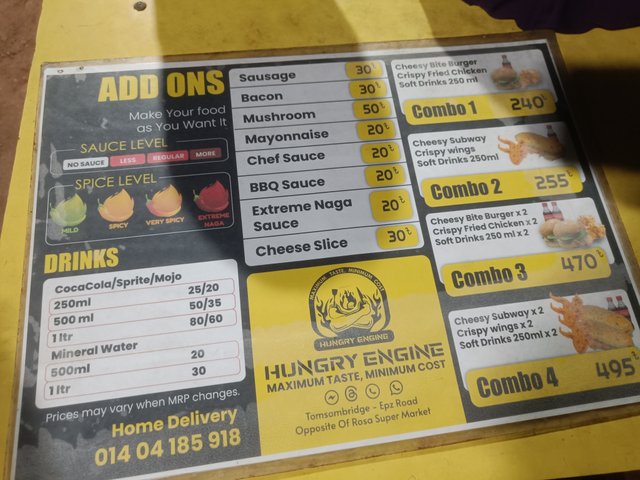 ADD ONS
Make Your food
as You Want It
SAUCE LEVEL
NO SAUCE LESS REGULAR MORE
SPICE LEVEL
MILD SPICY VERY SPICY EXTREME NAGA
DRINKS
CocaCola/Sprite/Mojo
250ml 25/20
500 ml 50/35
1 ltr 80/60
Mineral Water
500ml 20
1 ltr 30
Prices may vary when MRP changes.
Home Delivery
014 04 185 918
Sausage 30৳
Bacon 30৳
Mushroom 50৳
Mayonnaise 20৳
Chef Sauce 20৳
BBQ Sauce 20৳
Extreme Naga
Sauce 20৳
Cheese Slice 30৳
MAXIMUM TASTE, MINIMUM COST
HUNGRY ENGINE
HUNGRY ENGINE
MAXIMUM TASTE, MINIMUM COST
Tomsombridge - Epz Road
Opposite Of Rosa Super Market
Cheesy Bite Burger
Crispy Fried Chicken
Soft Drinks 250 ml
Combo 1 240৳
Cheesy Subway
Crispy wings
Soft Drinks 250ml
Combo 2 255৳
Cheesy Bite Burger x 2
Crispy Fried Chicken x 2
Soft Drinks 250 ml x 2
Combo 3 470৳
Cheesy Subway x 2
Crispy wings x 2
Soft Drinks 250ml x 2
Combo 4 495৳